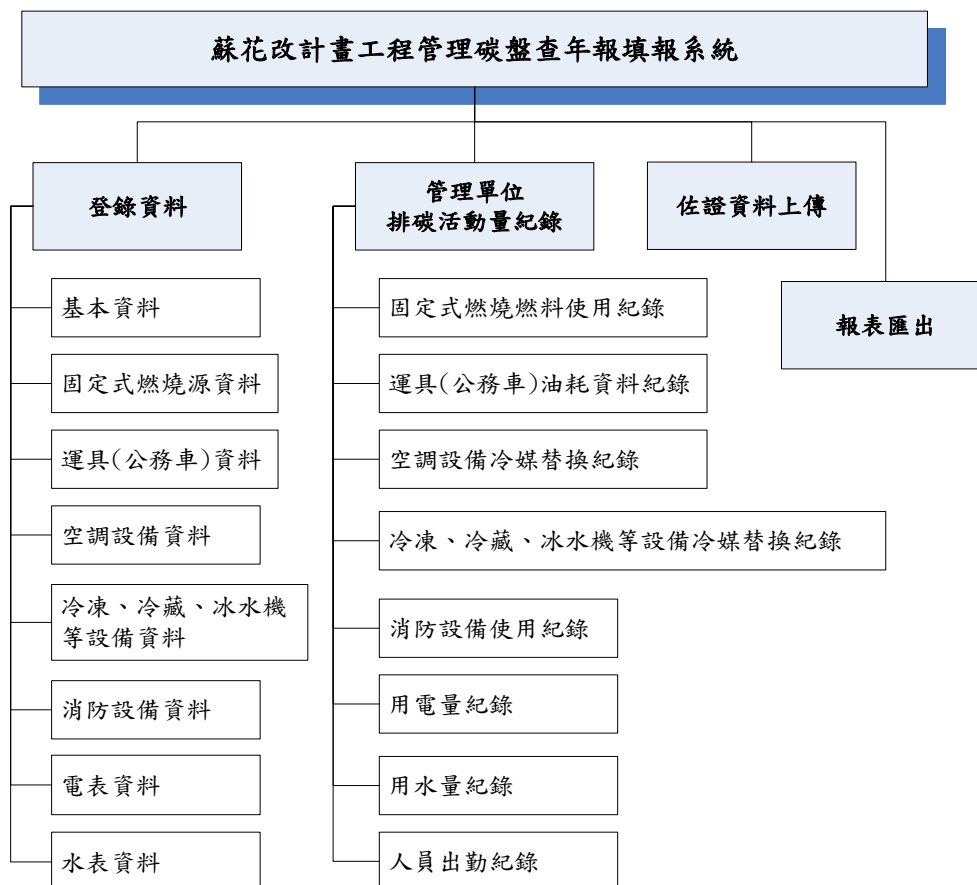 蘇花改計畫工程管理碳盤查年報填報系統
登錄資料
基本資料
固定式燃燒源資料
運具(公務車)資料
空調設備資料
冷凍、冷藏、冰水機
等設備資料
消防設備資料
電表資料
水表資料
管理單位
排碳活動量紀錄
固定式燃燒燃料使用紀錄
運具(公務車)油耗資料紀錄
空調設備冷媒替換紀錄
冷凍、冷藏、冰水機等設備冷媒替換紀錄
消防設備使用紀錄
用電量紀錄
用水量紀錄
人員出勤紀錄
佐證資料上傳
報表匯出